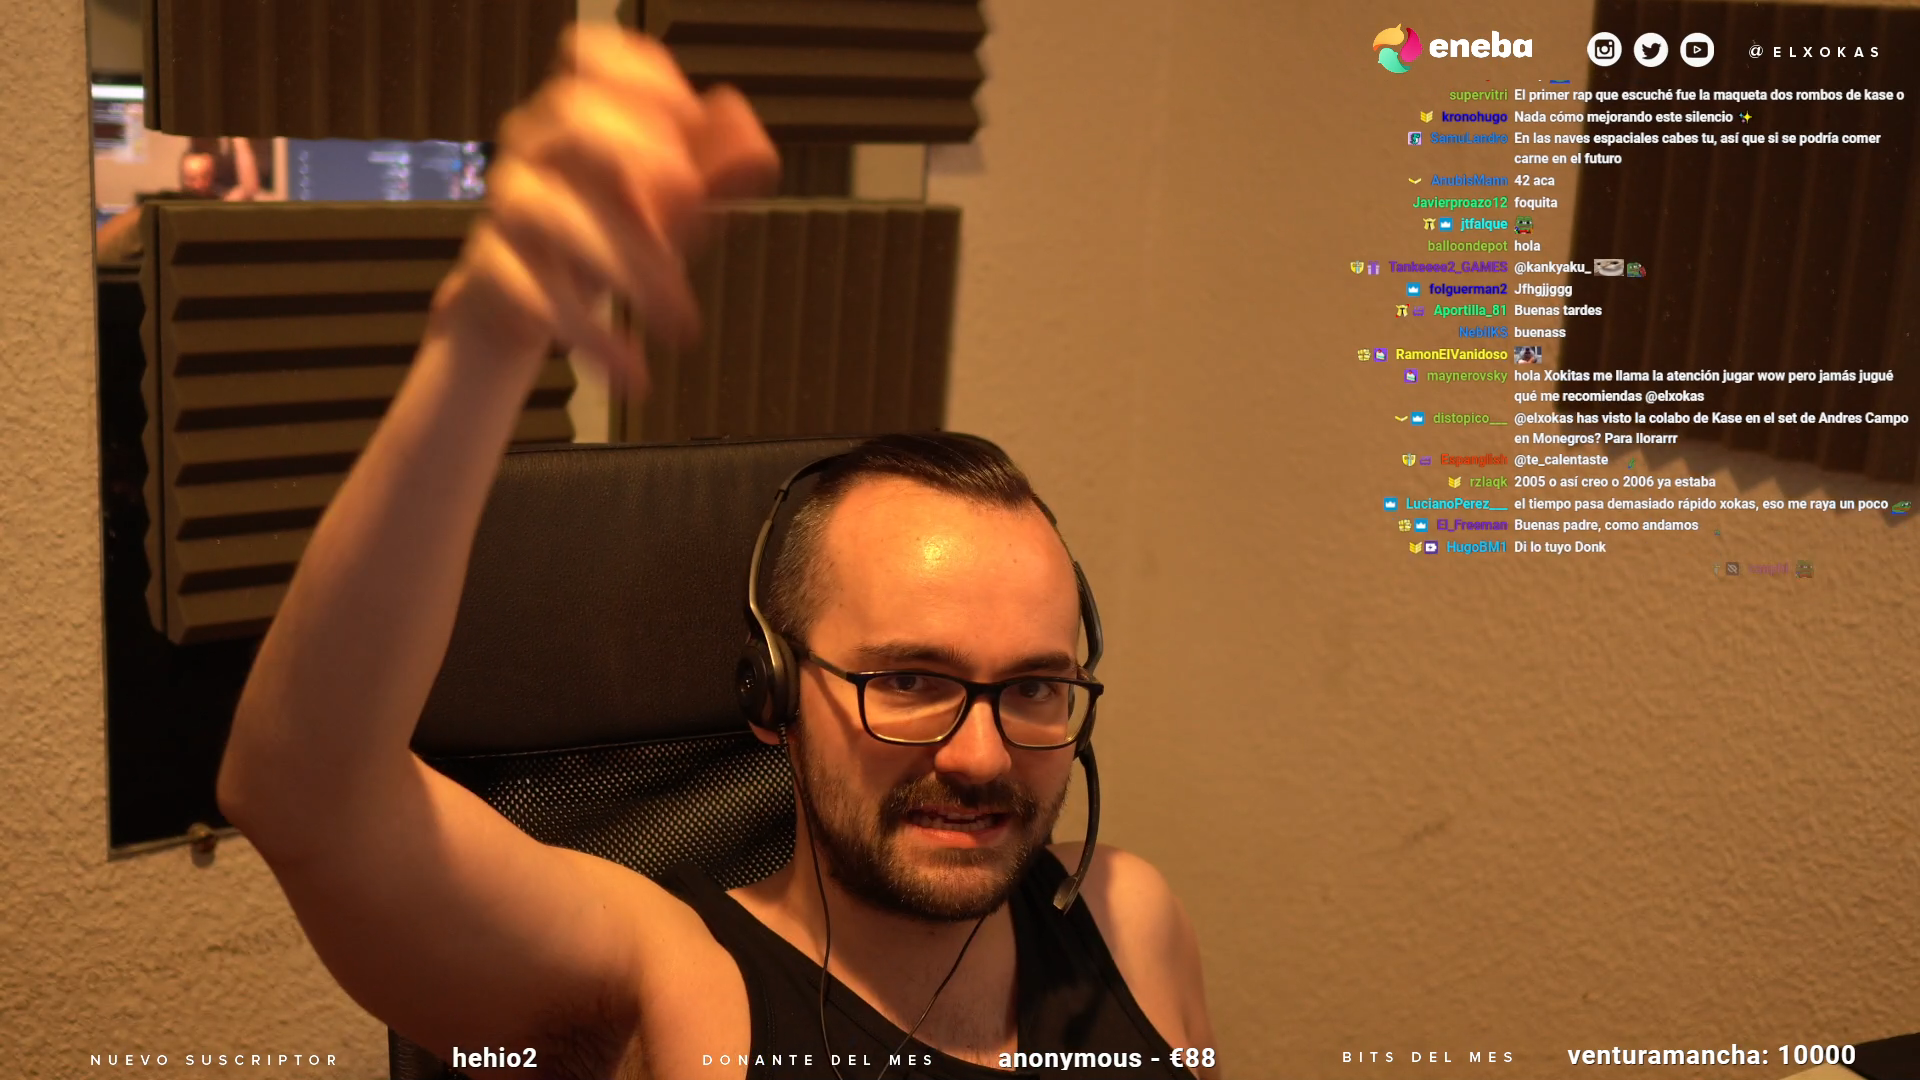 eneba
@ELXOKAS
supervitri El primer rap que escuché fue la maqueta dos rombos de kase o
kronohugo Nada cómo mejorando este silencio
SamuLandro En las naves espaciales cabes tu, así que si se podría comer
carne en el futuro
AnubisMann 42 aca
Javierproazo12 foquita
jtfalque
balloondepot hola
Tankeeee2_GAMES @kankyaku_
folguerman2 Jfhgjjggg
Aportilla_81 Buenas tardes
NebilKS buenass
RamonElVanidoso
maynerovsky hola Xokitas me llama la atención jugar wow pero jamás jugué
qué me recomiendas @elxokas
distopico___ @elxokas has visto la colabo de Kase en el set de Andres Campo
en Monegros? Para llorarrr
Espanglish @te_calentaste
rzlaqk 2005 o así creo o 2006 ya estaba
LucianoPerez___ el tiempo pasa demasiado rápido xokas, eso me raya un poco
El_Freeman Buenas padre, como andamos
HugoBM1 Di lo tuyo Donk
NUEVO SUSCRIPTOR hehio2 DONANTE DEL MES anonymous - €88 BITS DEL MES venturamancha: 10000